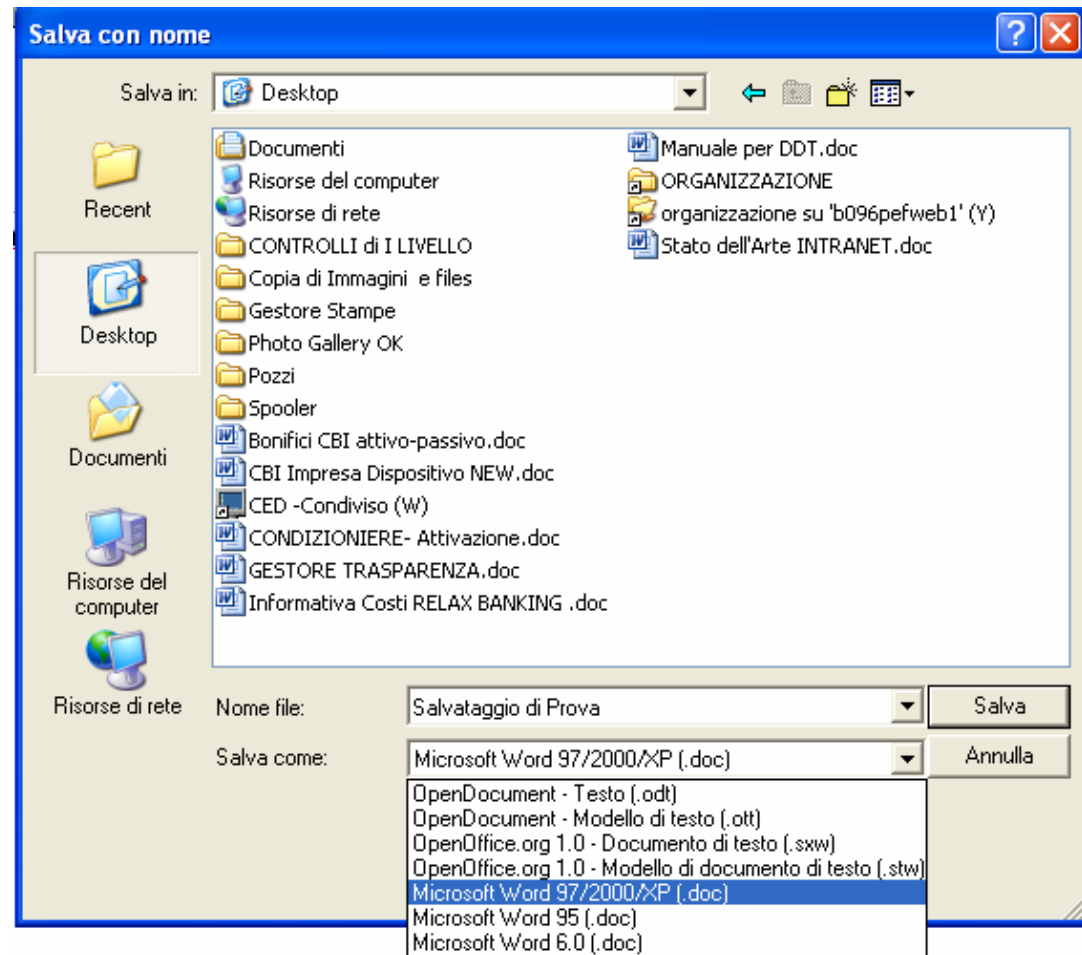 Salva con nome
Salva in:
Desktop
Recent
Desktop
Documenti
Risorse del
computer
Risorse di rete
Documenti
Risorse del computer
Risorse di rete
CONTROLLI di I LIVELLO
Copia di Immagini e files
Gestore Stampe
Photo Gallery OK
Pozzi
Spooler
Bonifici CBI attivo-passivo.doc
CBI Impresa Dispositivo NEW.doc
CED -Condiviso (W)
CONDIZIONIERE- Attivazione.doc
GESTORE TRASPARENZA.doc
Informativa Costi RELAX BANKING .doc
Manuale per DDT.doc
ORGANIZZAZIONE
organizzazione su 'b096pefweb1' (Y)
Stato dell'Arte INTRANET.doc
Nome file:
Salvataggio di Prova
Salva
Salva come:
Microsoft Word 97/2000/XP (.doc)
Annulla
OpenDocument - Testo (.odt)
OpenDocument - Modello di testo (.ott)
OpenOffice.org 1.0 - Documento di testo (.sxw)
OpenOffice.org 1.0 - Modello di documento di testo (.stw)
Microsoft Word 97/2000/XP (.doc)
Microsoft Word 95 (.doc)
Microsoft Word 6.0 (.doc)